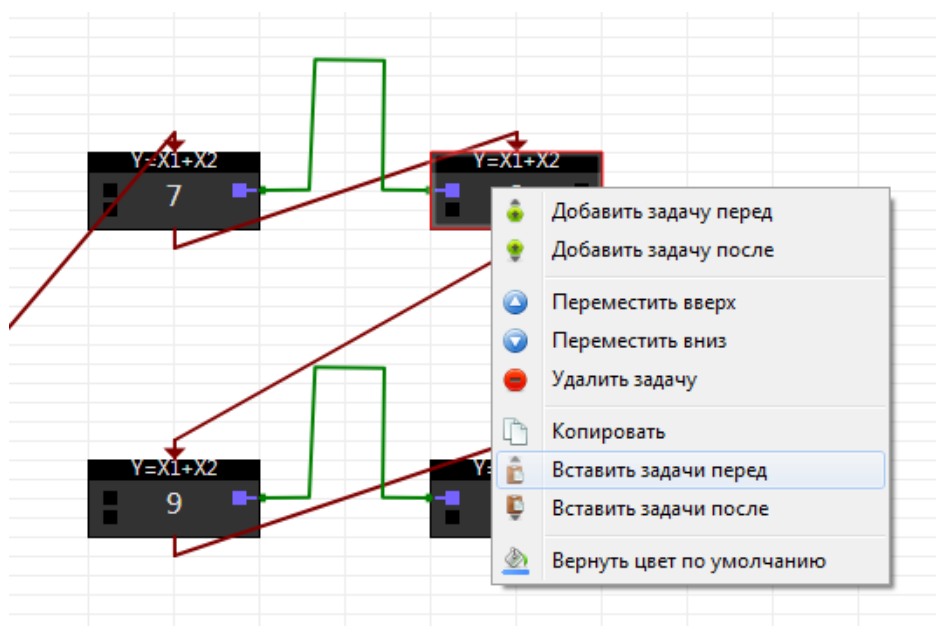 Y=X1+X2
7
Y=X1+X2
Добавить задачу перед
Добавить задачу после
Переместить вверх
Переместить вниз
Удалить задачу
Копировать
Вставить задачи перед
Вставить задачи после
Вернуть цвет по умолчанию
Y=X1+X2
9